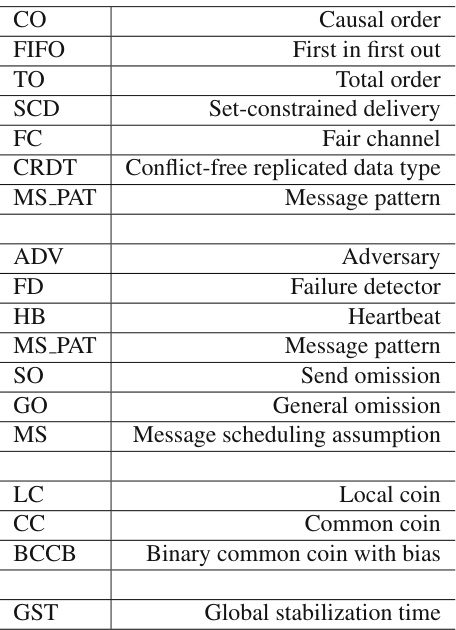 CO Causal order
FIFO First in first out
TO Total order
SCD Set-constrained delivery
FC Fair channel
CRDT Conflict-free replicated data type
MS_PAT Message pattern
ADV Adversary
FD Failure detector
HB Heartbeat
MS_PAT Message pattern
SO Send omission
GO General omission
MS Message scheduling assumption
LC Local coin
CC Common coin
BCCB Binary common coin with bias
GST Global stabilization time